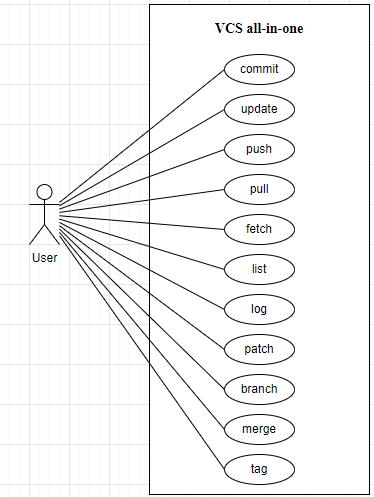 VCS all-in-one
commit
update
push
pull
fetch
User
list
log
patch
branch
merge
tag